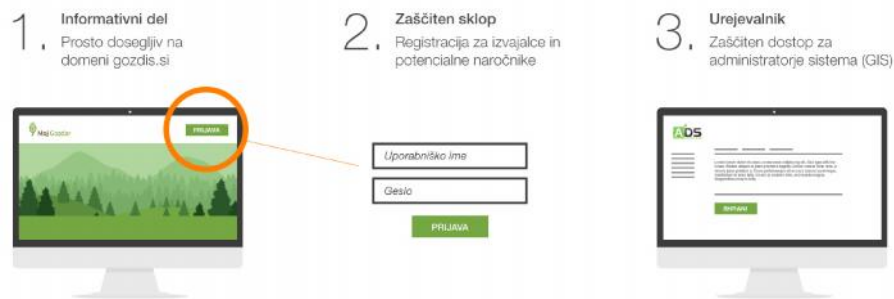 1.
Informativni del
Prosto dosegljiv na
domeni gozdis.si
2.
Zaščiten sklop
Registracija za izvajalce in
potencialne naročnike
3.
Urejevalnik
Zaščiten dostop za
administratorje sistema (GIS)
Moj Gozdar
PRIJAVA
Uporabniško ime
Geslo
PRIJAVA
ADS